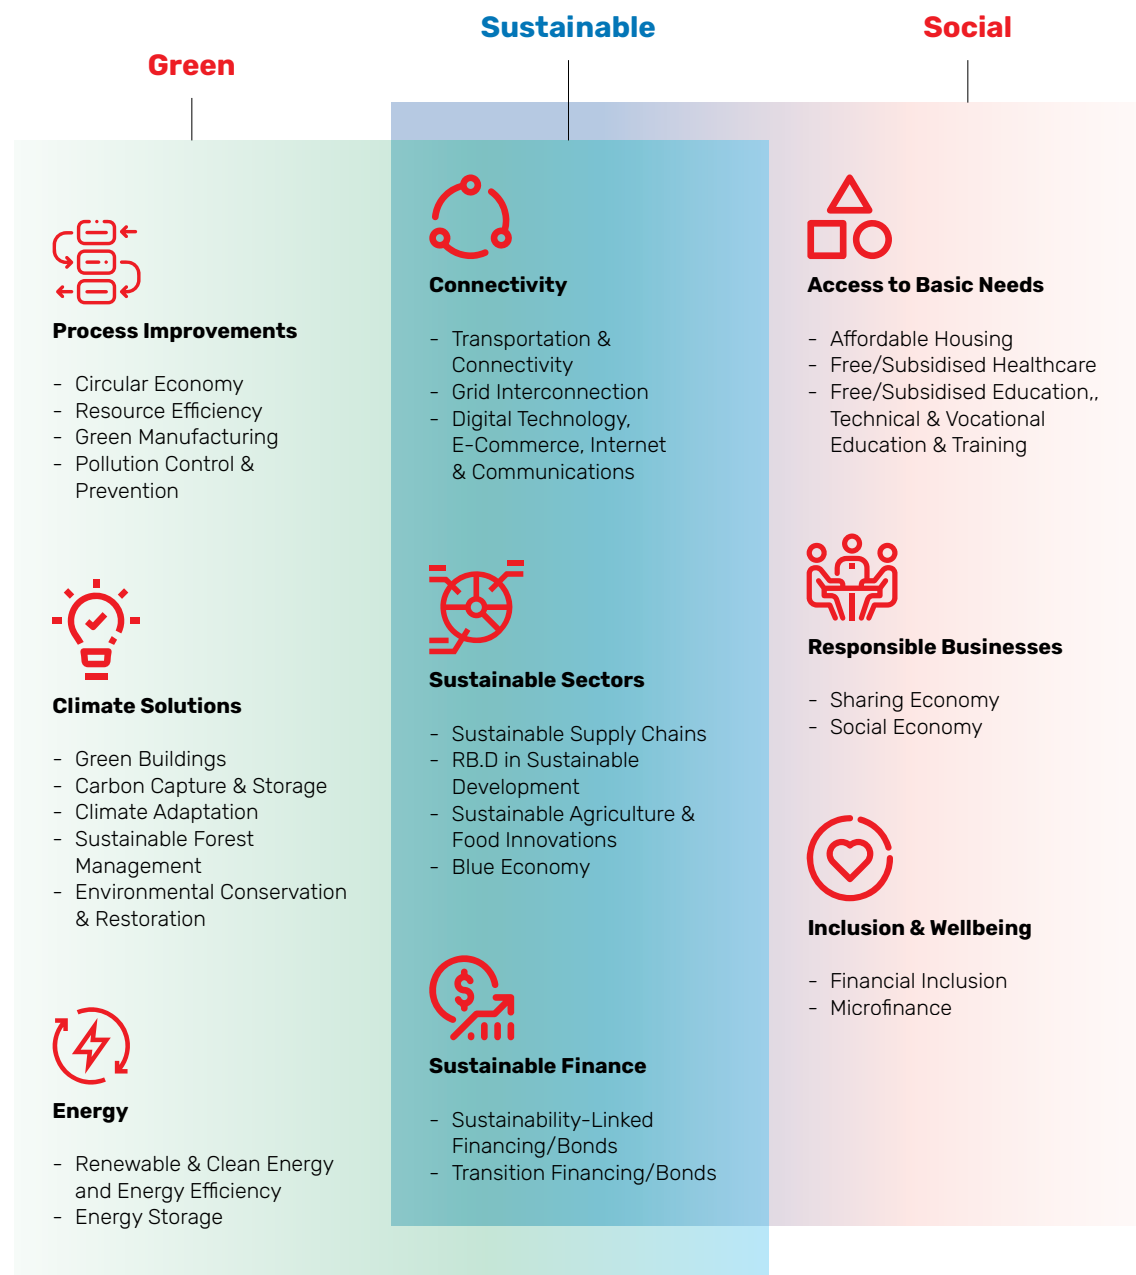 Green
Process Improvements
- Circular Economy
- Resource Efficiency
- Green Manufacturing
- Pollution Control &
Prevention
Climate Solutions
- Green Buildings
- Carbon Capture & Storage
- Climate Adaptation
- Sustainable Forest
Management
- Environmental Conservation
& Restoration
Energy
- Renewable & Clean Energy
and Energy Efficiency
- Energy Storage
Sustainable
Connectivity
- Transportation &
Connectivity
- Grid Interconnection
- Digital Technology,
E-Commerce, Internet
& Communications
Sustainable Sectors
- Sustainable Supply Chains
- RB.D in Sustainable
Development
- Sustainable Agriculture &
Food Innovations
- Blue Economy
$
Sustainable Finance
- Sustainability-Linked
Financing/Bonds
- Transition Financing/Bonds
Social
Access to Basic Needs
- Affordable Housing
- Free/Subsidised Healthcare
- Free/Subsidised Education,,
Technical & Vocational
Education & Training
Responsible Businesses
- Sharing Economy
- Social Economy
Inclusion & Wellbeing
- Financial Inclusion
- Microfinance